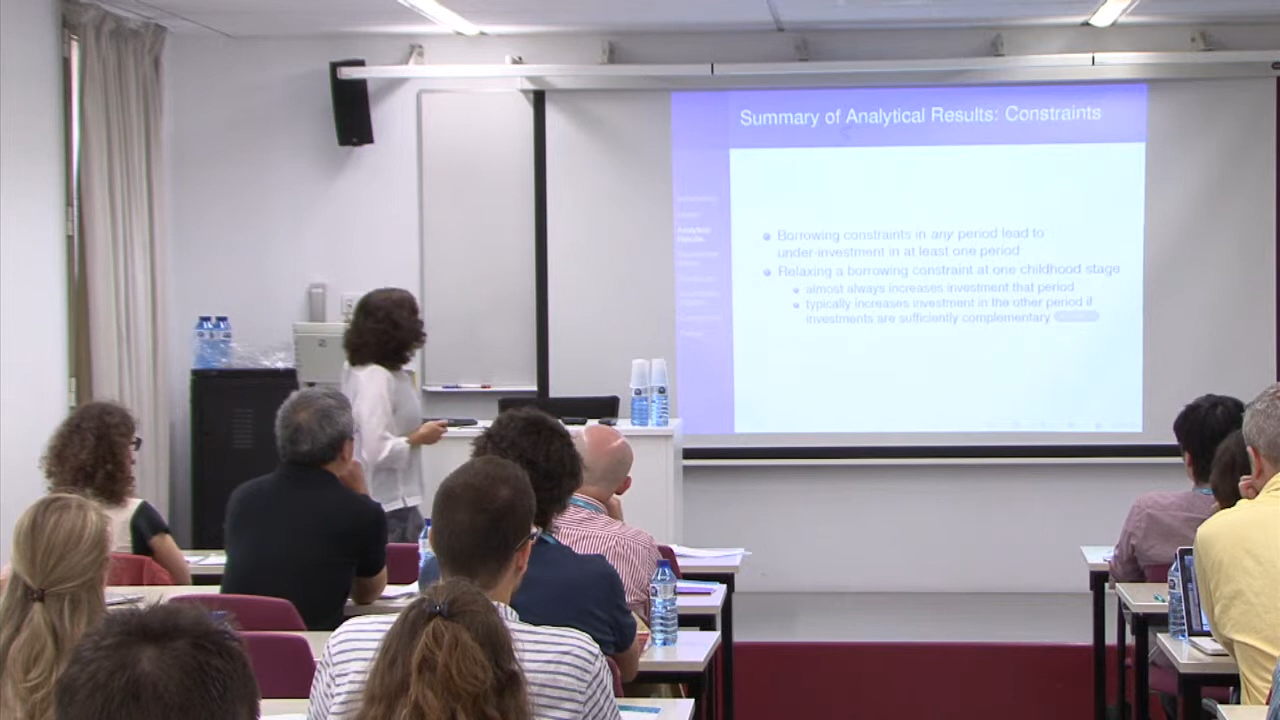 Summary of Analytical Results: Constraints
Analytical
Results
Borrowing constraints in any period lead to
under-investment in at least one period
Relaxing a borrowing constraint at one childhood stage
almost always increases investment that period
typically increases investment in the other period if
investments are sufficiently complementary